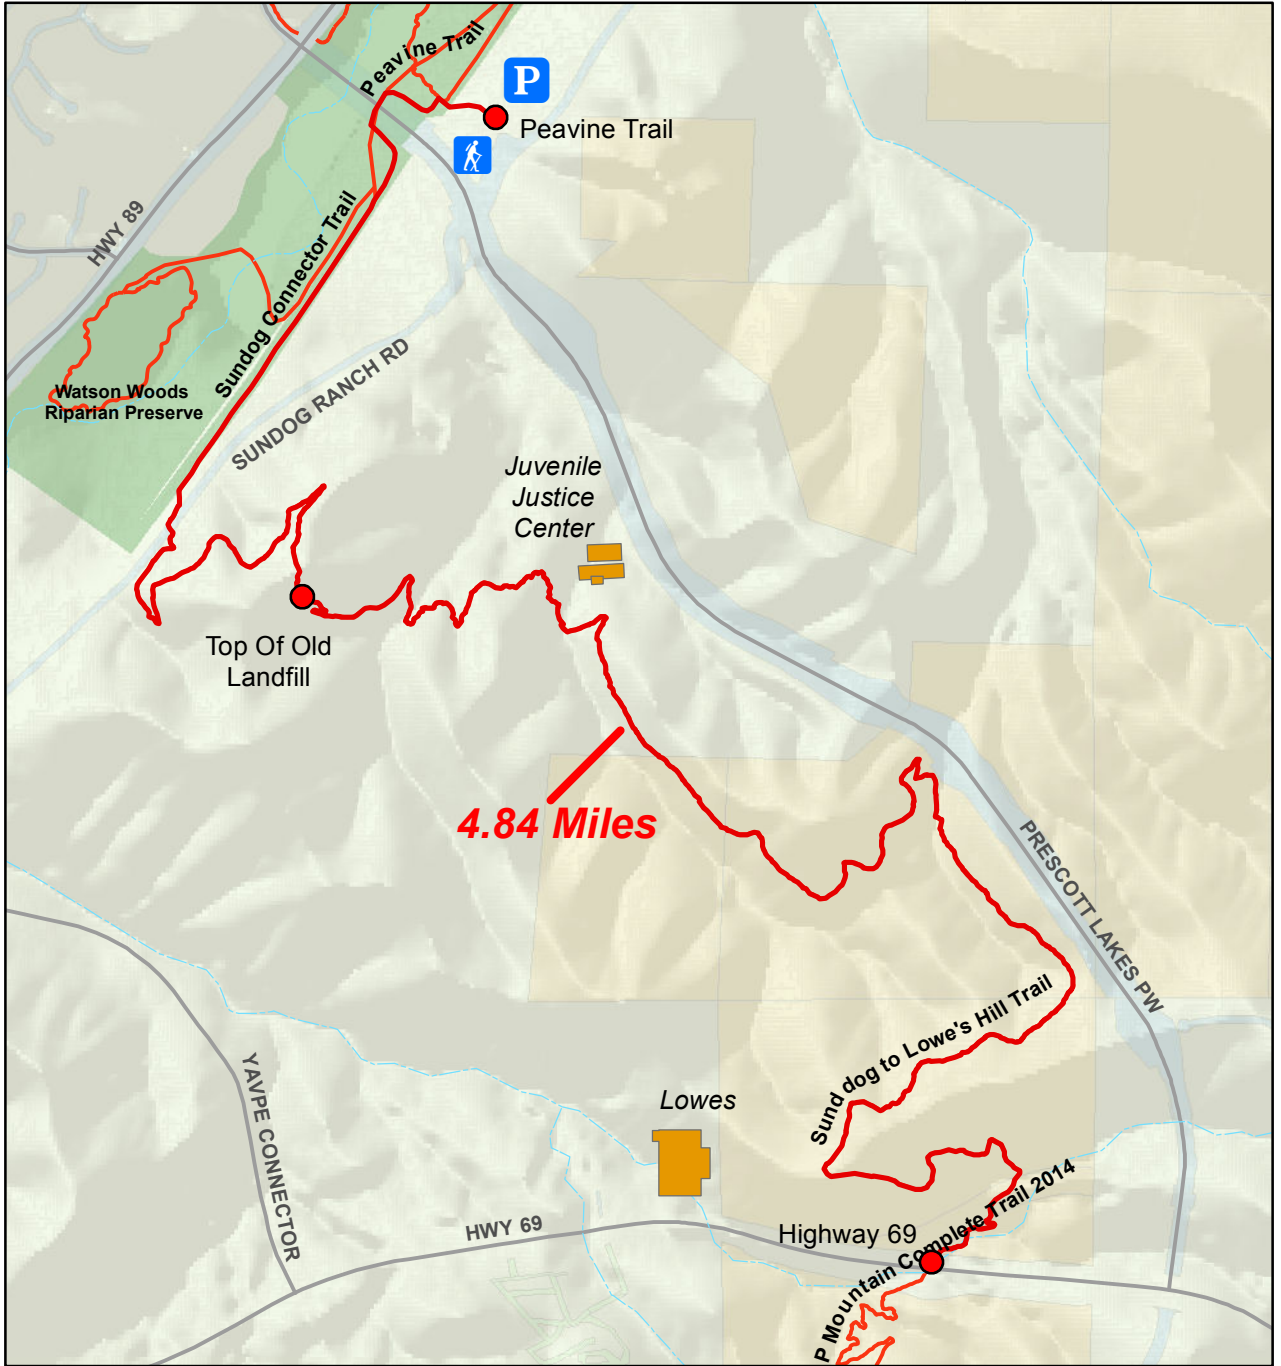 Peavine Trail
P
Peavine Trail
HWY 89
Sundog Connector Trail
Watson Woods
Riparian Preserve
SUNDOG RANCH RD
Juvenile
Justice
Center
Top Of Old
Landfill
4.84 Miles
PRESCOTT LAKES PW
Sund dog to Lowe's Hill Trail
YAVPE CONNECTOR
Lowes
HWY 69
Highway 69
P Mountain Complete Trail 2014